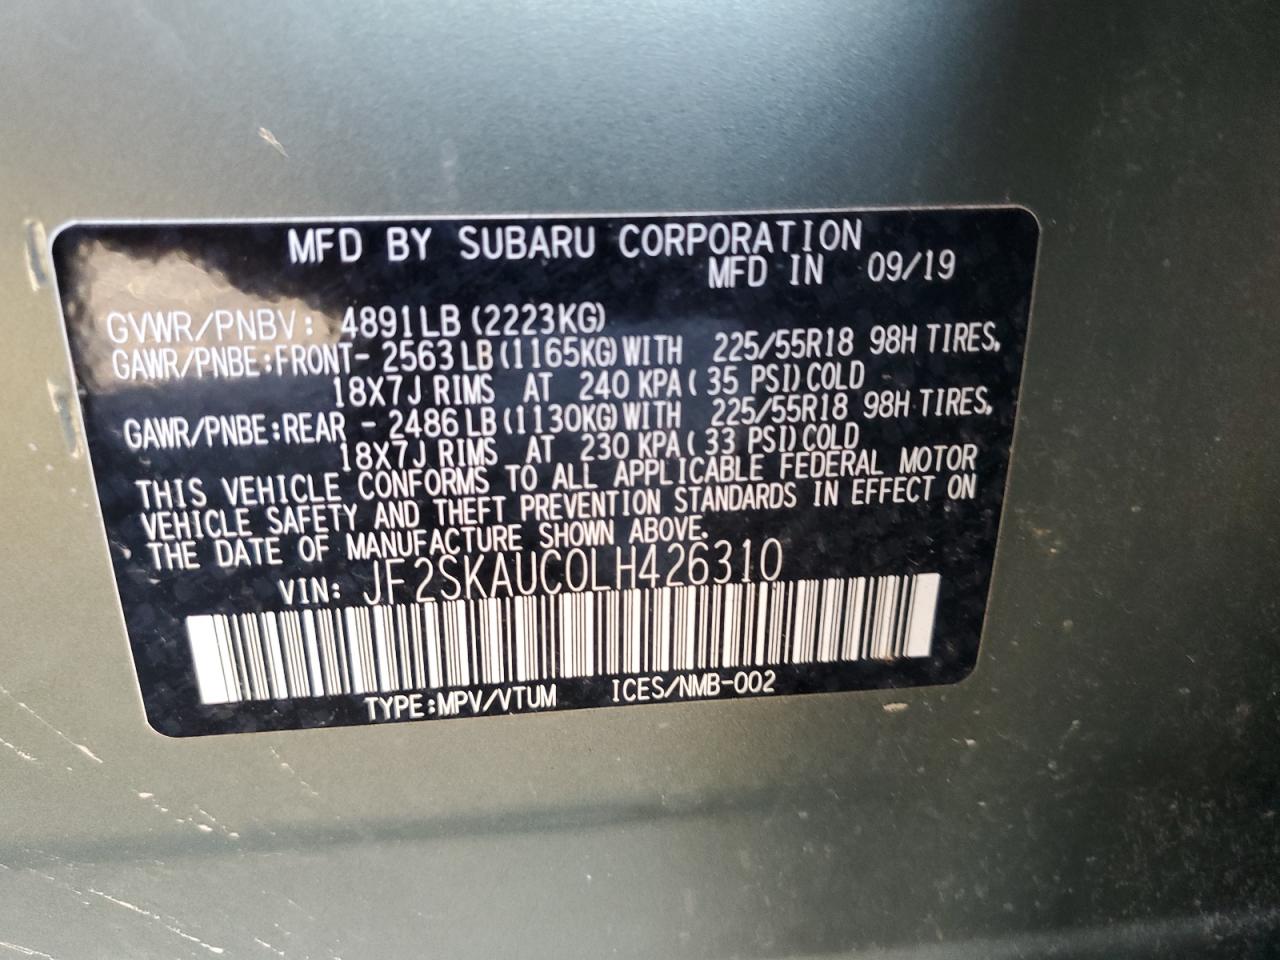 MFD BY SUBARU CORPORATION
MFD IN 09/19
GVWR/PNBV: 4891LB (2223KG)
GAWR/PNBE:FRONT- 2563LB (1165KG) WITH 225/55R18 98H TIRES,
18X7J RIMS AT 240 KPA ( 35 PSI) COLD
GAWR/PNBE:REAR - 2486LB (1130KG) WITH 225/55R18 98H TIRES,
18X7J RIMS AT 230 KPA ( 33 PSI) COLD
THIS VEHICLE CONFORMS TO ALL APPLICABLE FEDERAL MOTOR
VEHICLE SAFETY AND THEFT PREVENTION STANDARDS IN EFFECT ON
THE DATE OF MANUFACTURE SHOWN ABOVE.
VIN: JF2SKAUC0LH426310
TYPE:MPV/VTUM ICES/NMB-002